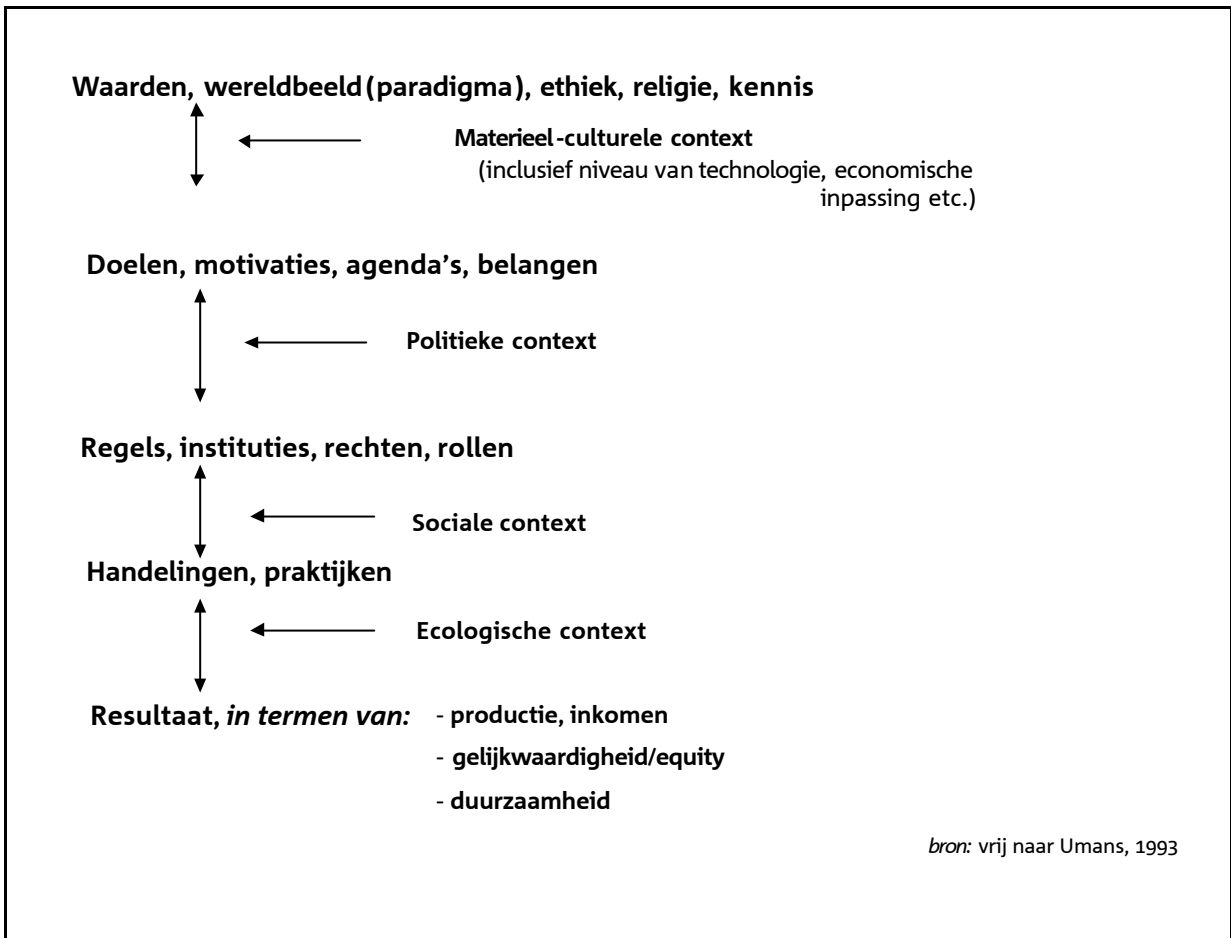 Waarden, wereldbeeld (paradigma), ethiek, religie, kennis
Materieel-culturele context
(inclusief niveau van technologie, economische
inpassing etc.)
Doelen, motivaties, agenda's, belangen
Politieke context
Regels, instituties, rechten, rollen
Sociale context
Handelingen, praktijken
Ecologische context
Resultaat, in termen van: - productie, inkomen
- gelijkwaardigheid/equity
- duurzaamheid
bron: vrij naar Umans, 1993